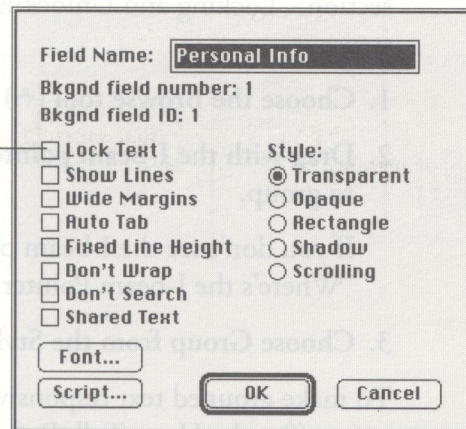 Field Name: Personal Info
Bkgnd field number: 1
Bkgnd field ID: 1
Lock Text
Show Lines
Wide Margins
Auto Tab
Fixed Line Height
Don't Wrap
Don't Search
Shared Text
Style:
Transparent
Opaque
Rectangle
Shadow
Scrolling
Font...
Script...
OK
Cancel